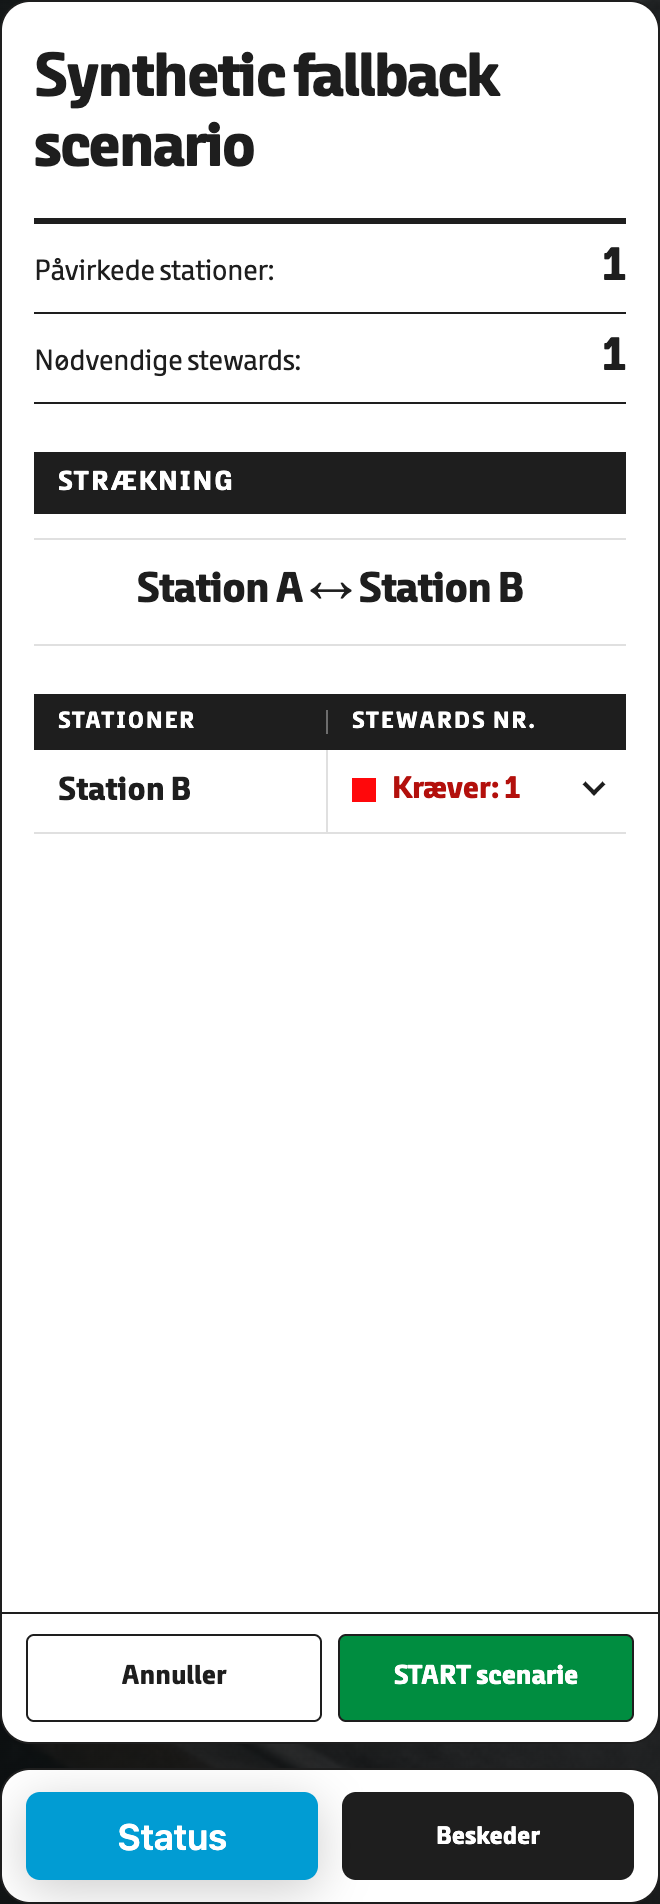 Synthetic fallback
scenario
Påvirkede stationer: 1
Nødvendige stewards: 1
STRÆKNING
Station A ↔ Station B
STATIONER STEWARDS NR.
Station B Kræver: 1
Annuller START scenarie
Status Beskeder